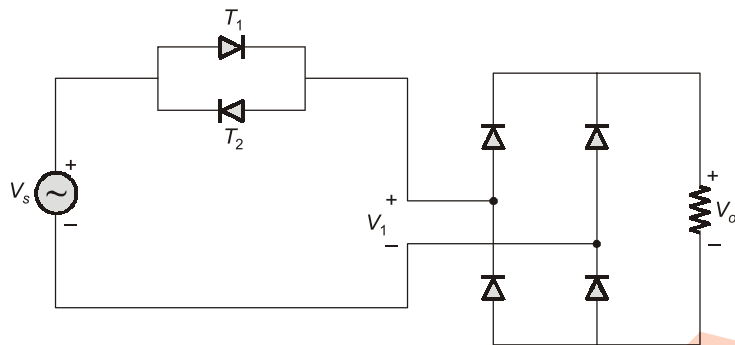 T1
T2
+
Vs
–
+
V1
–
+
Vo
–